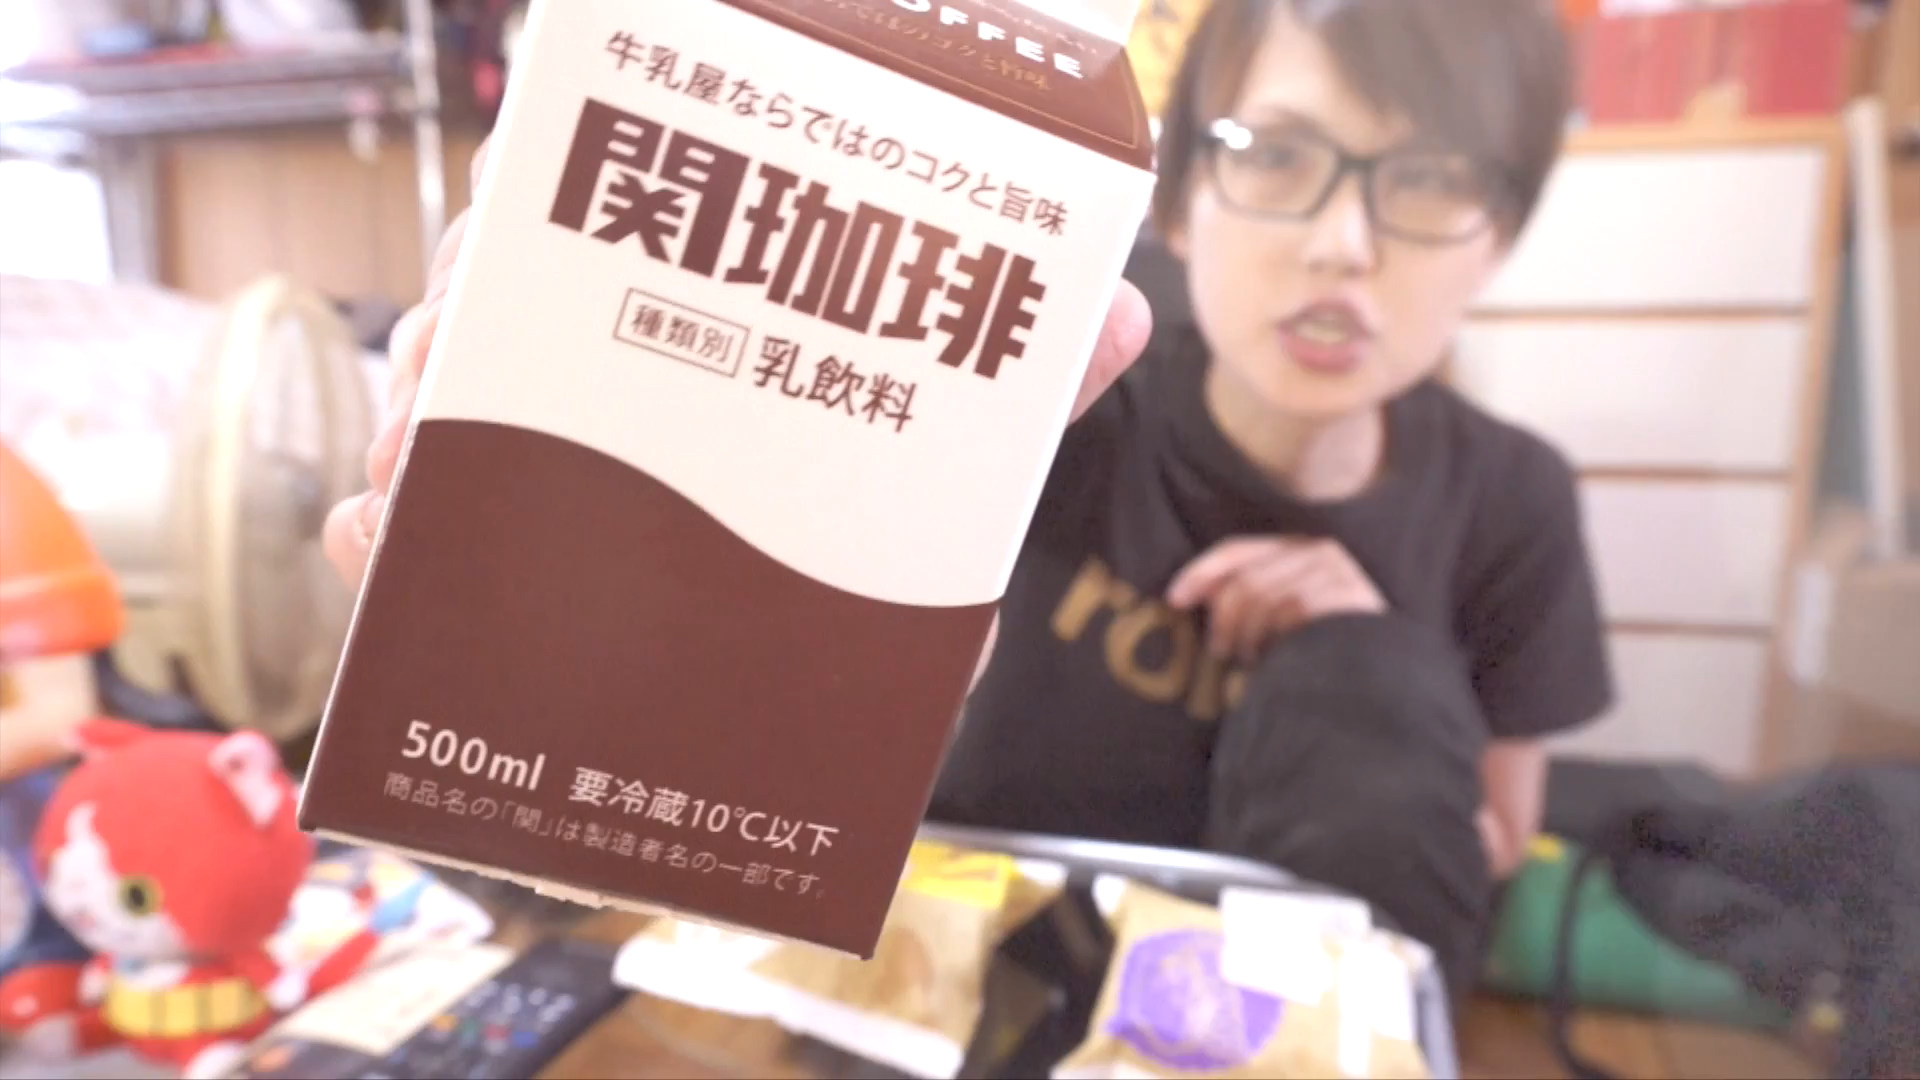 OFFEE
牛乳屋ならではのコクと旨味
関珈琲
種類別 乳飲料
500ml 要冷蔵10℃以下
商品名の「関」は製造者名の一部です。